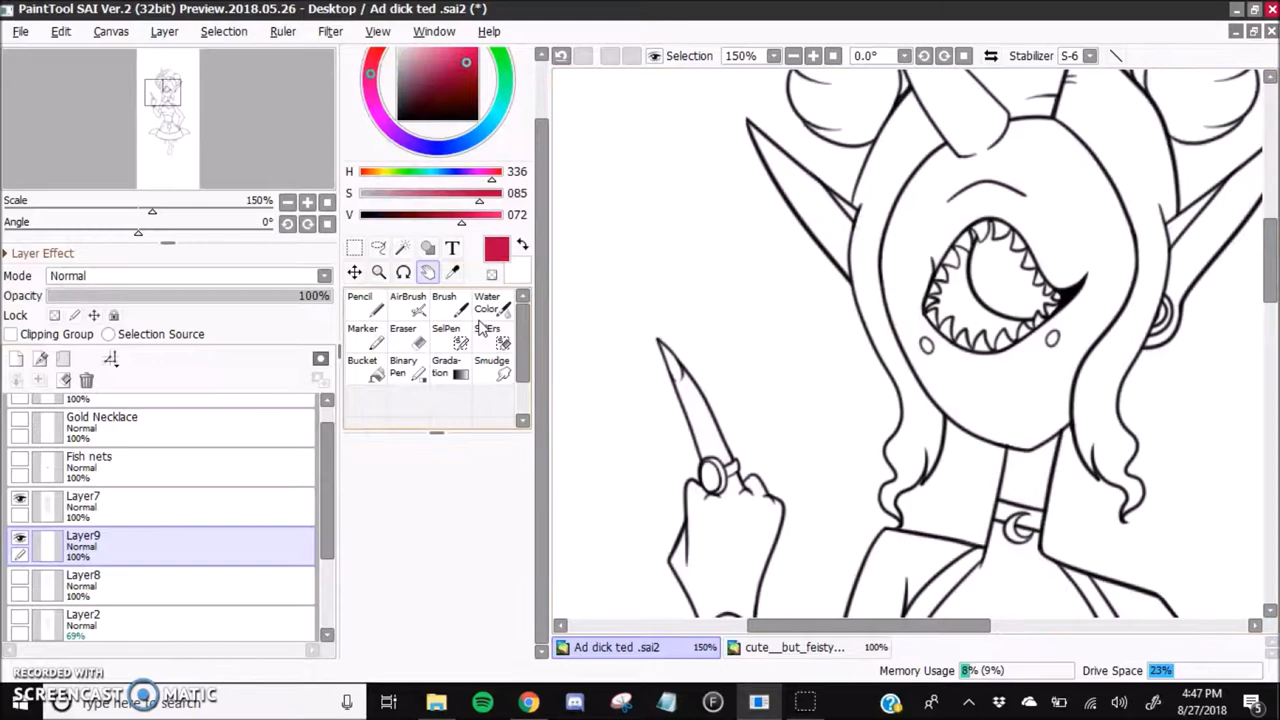 PaintTool SAI Ver.2 (32bit) Preview.2018.05.26 - Desktop / Ad dick ted .sai2 (*)
File Edit Canvas Layer Selection Ruler Filter View Window Help
Selection 150% 0.0° Stabilizer S-6
Scale 150%
Angle 0°
Layer Effect
Mode Normal
Opacity 100%
Lock
Clipping Group Selection Source
100%
Gold Necklace
Normal
100%
Fish nets
Normal
100%
Layer7
Normal
100%
Layer9
Normal
100%
Layer8
Normal
100%
Layer2
Normal
69%
H 336
S 085
V 072
T
Pencil AirBrush Brush Water Color
Marker Eraser SelPen
Bucket Binary Pen Grada-tion Smudge
Ad dick ted .sai2 150% cute__but_feisty... 100%
Memory Usage 8% (9%) Drive Space 23%
RECORDED WITH
SCREENCAST MATIC
Type here to search
4:47 PM
8/27/2018
5